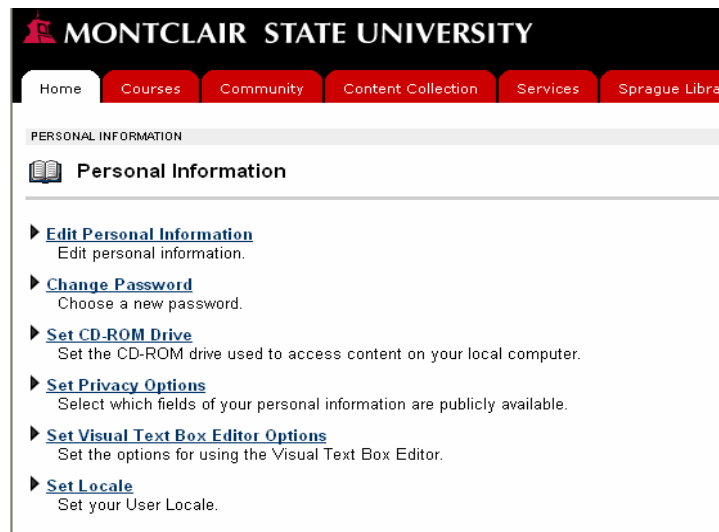 MONTCLAIR STATE UNIVERSITY
Home Courses Community Content Collection Services Sprague Libra
PERSONAL INFORMATION
Personal Information
Edit Personal Information
Edit personal information.
Change Password
Choose a new password.
Set CD-ROM Drive
Set the CD-ROM drive used to access content on your local computer.
Set Privacy Options
Select which fields of your personal information are publicly available.
Set Visual Text Box Editor Options
Set the options for using the Visual Text Box Editor.
Set Locale
Set your User Locale.